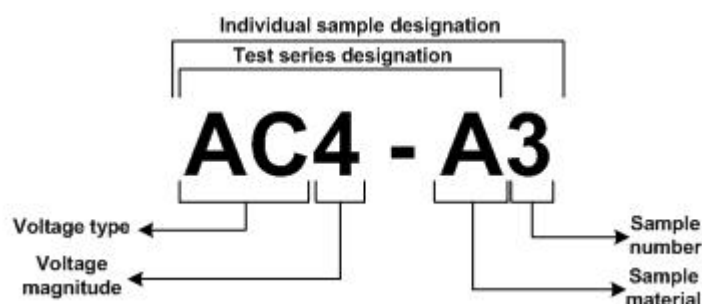 Individual sample designation
Test series designation
AC4 - A3
Voltage type
Voltage
magnitude
Sample
number
Sample
material